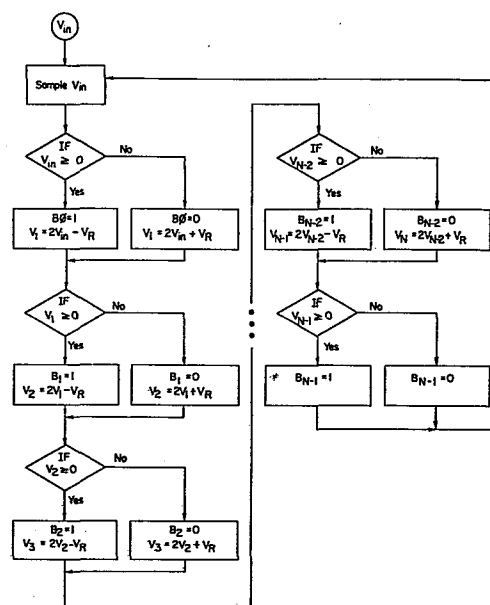 Vin
Sample Vin
IF
Vin ≥ 0
No
Yes
BØ=1
V1 = 2Vin − VR
BØ=0
V1 = 2Vin + VR
IF
V1 ≥ 0
No
Yes
B1 = 1
V2 = 2V1 − VR
B1 = 0
V2 = 2V1 + VR
IF
V2 ≥ 0
No
Yes
B2 = 1
V3 = 2V2 − VR
B2 = 0
V3 = 2V2 + VR
IF
VN-2 ≥ 0
No
Yes
BN-2 = 1
VN-1 = 2VN-2 − VR
BN-2 = 0
VN = 2VN-2 + VR
IF
VN-1 ≥ 0
No
Yes
BN-1 = 1
BN-1 = 0